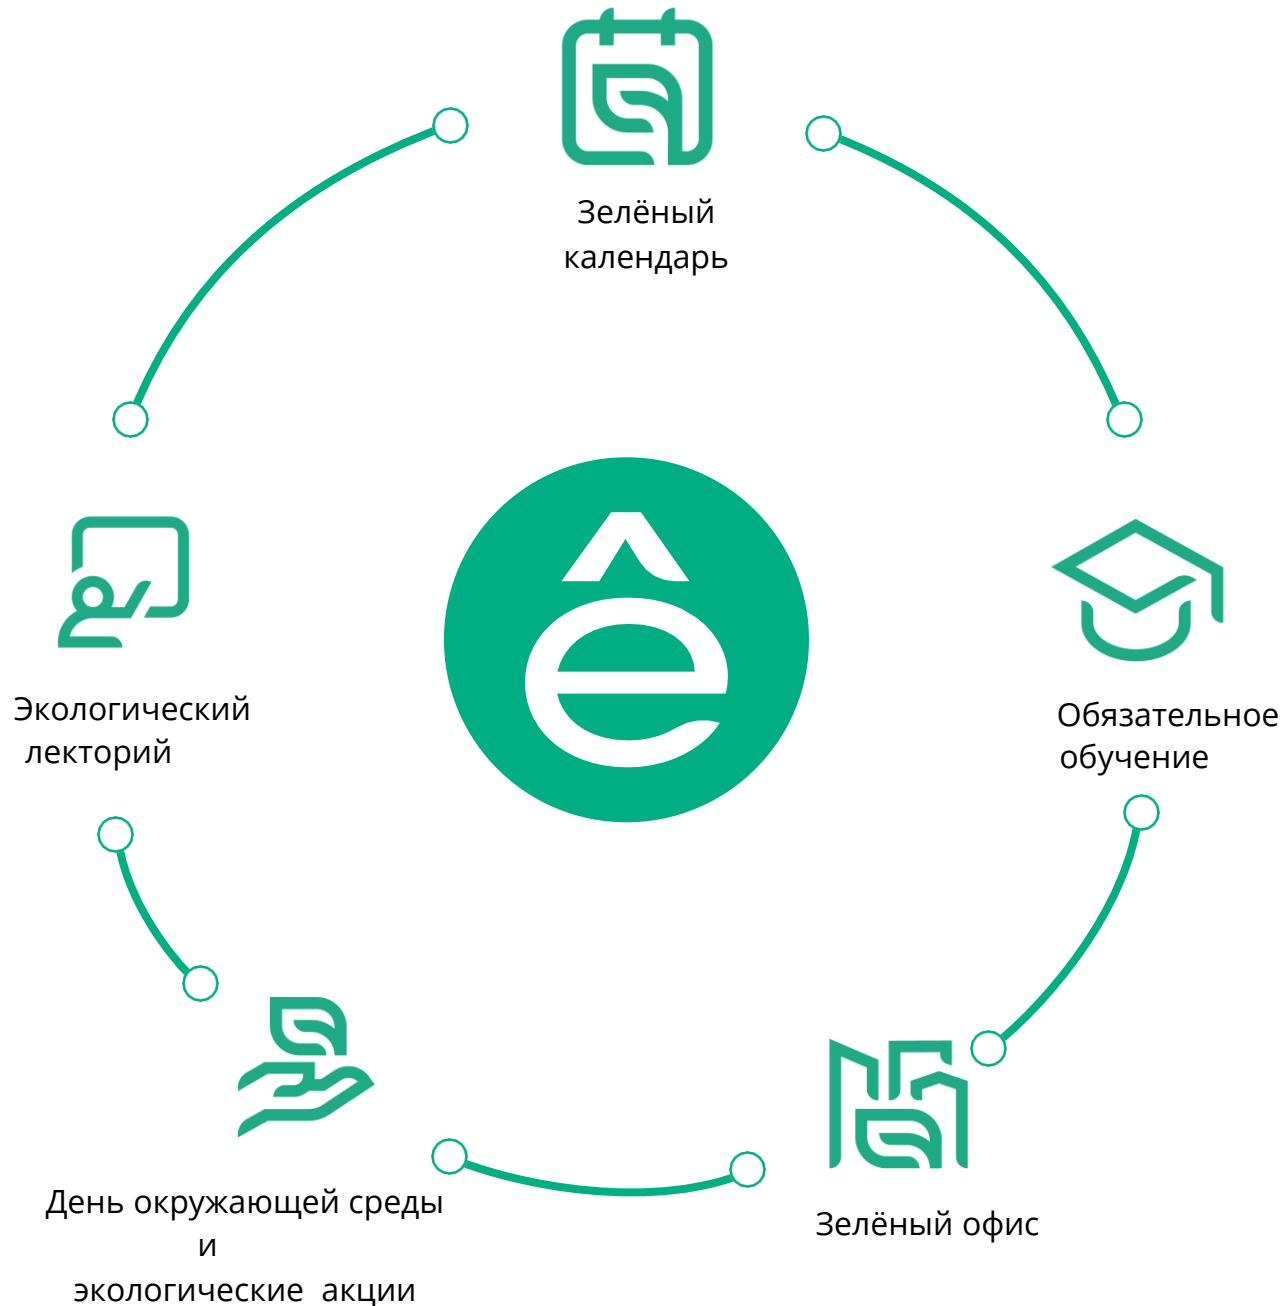 Зелёный
календарь
Экологический
лекторий
ê
Обязательное
обучение
День окружающей среды
и
экологические акции
Зелёный офис